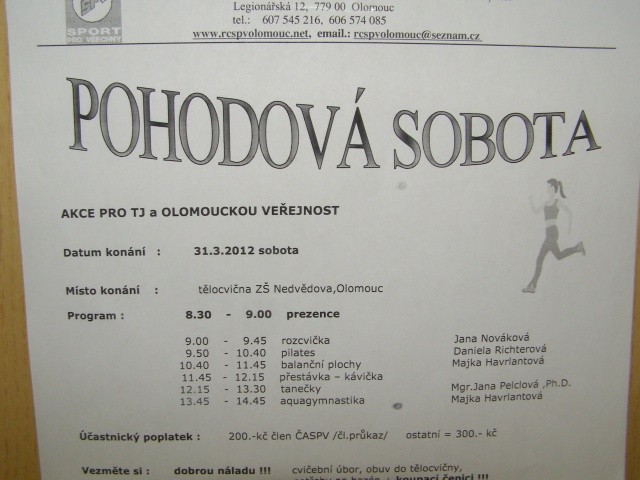 SPORT
PRO VŠECHNY
Legionářská 12, 779 00 Olomouc
tel.: 607 545 216, 606 574 085
www.rcspvolomouc.net, email.: rcspvolomouc@seznam.cz
POHODOVÁ SOBOTA
AKCE PRO TJ a OLOMOUCKOU VEŘEJNOST
Datum konání : 31.3.2012 sobota
Místo konání : tělocvična ZŠ Nedvědova,Olomouc
Program : 8.30 - 9.00 prezence
9.00 - 9.45 rozcvička Jana Nováková
9.50 - 10.40 pilates Daniela Richterová
10.40 - 11.45 balanční plochy Majka Havrlantová
11.45 - 12.15 přestávka – kávička
12.15 - 13.30 tanečky Mgr.Jana Pelclová ,Ph.D.
13.45 - 14.45 aquagymnastika Majka Havrlantová
Účastnický poplatek : 200.-kč člen ČASPV /čl.průkaz/ ostatní = 300.- kč
Vezměte si : dobrou náladu !!! cvičební úbor, obuv do tělocvičny,
koupací čepici !!!